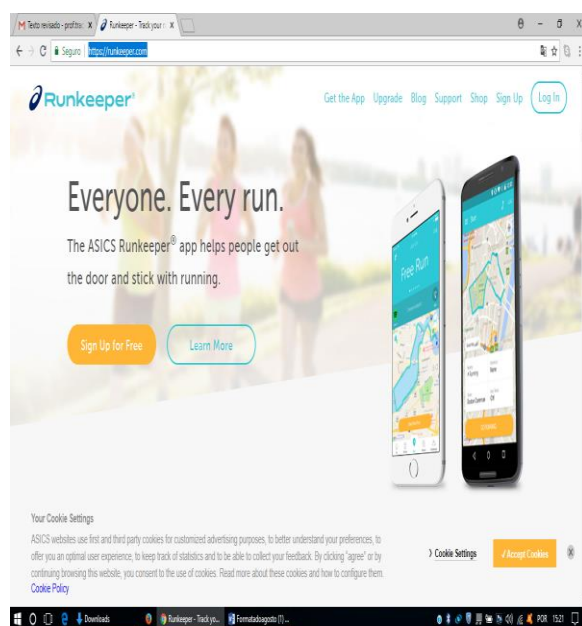 Texto revisado - profitnec
Runkeeper - Track your r
Seguro
https://runkeeper.com
Runkeeper®
Get the App Upgrade Blog Support Shop Sign Up Log In
Everyone. Every run.
The ASICS Runkeeper® app helps people get out
the door and stick with running.
Sign Up for Free
Learn More
Free Run
Your Cookie Settings
ASICS websites use first and third party cookies for customized advertising purposes, to better understand your preferences, to
offer you an optimal user experience, to keep track of statistics and to be able to collect your feedback. By clicking "agree" or by
continuing browsing this website, you consent to the use of cookies. Read more about these cookies and how to configure them.
Cookie Policy
> Cookie Settings
✓Accept Cookies
Downloads
Runkeeper - Track yo...
Formatadoagosto (1) ...
POR 1521